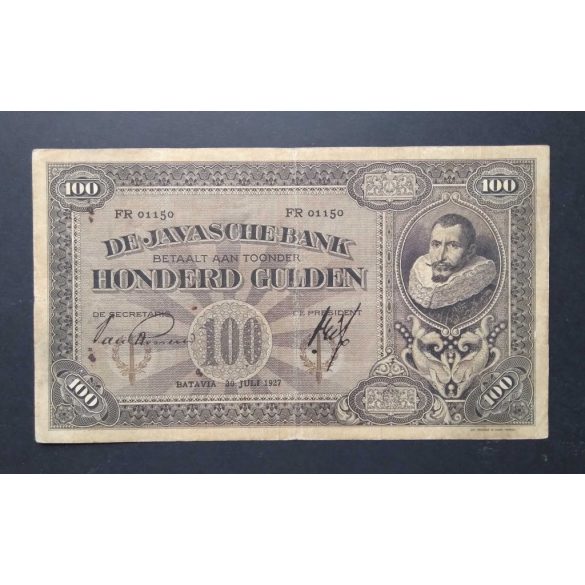 100 100
FR 01150 FR 01150
DE JAVASCHE BANK
BETAALT AAN TOONDER
HONDERD GULDEN
DE SECRETARIS DE PRESIDENT
100
BATAVIA 30 JULI 1927
100 100